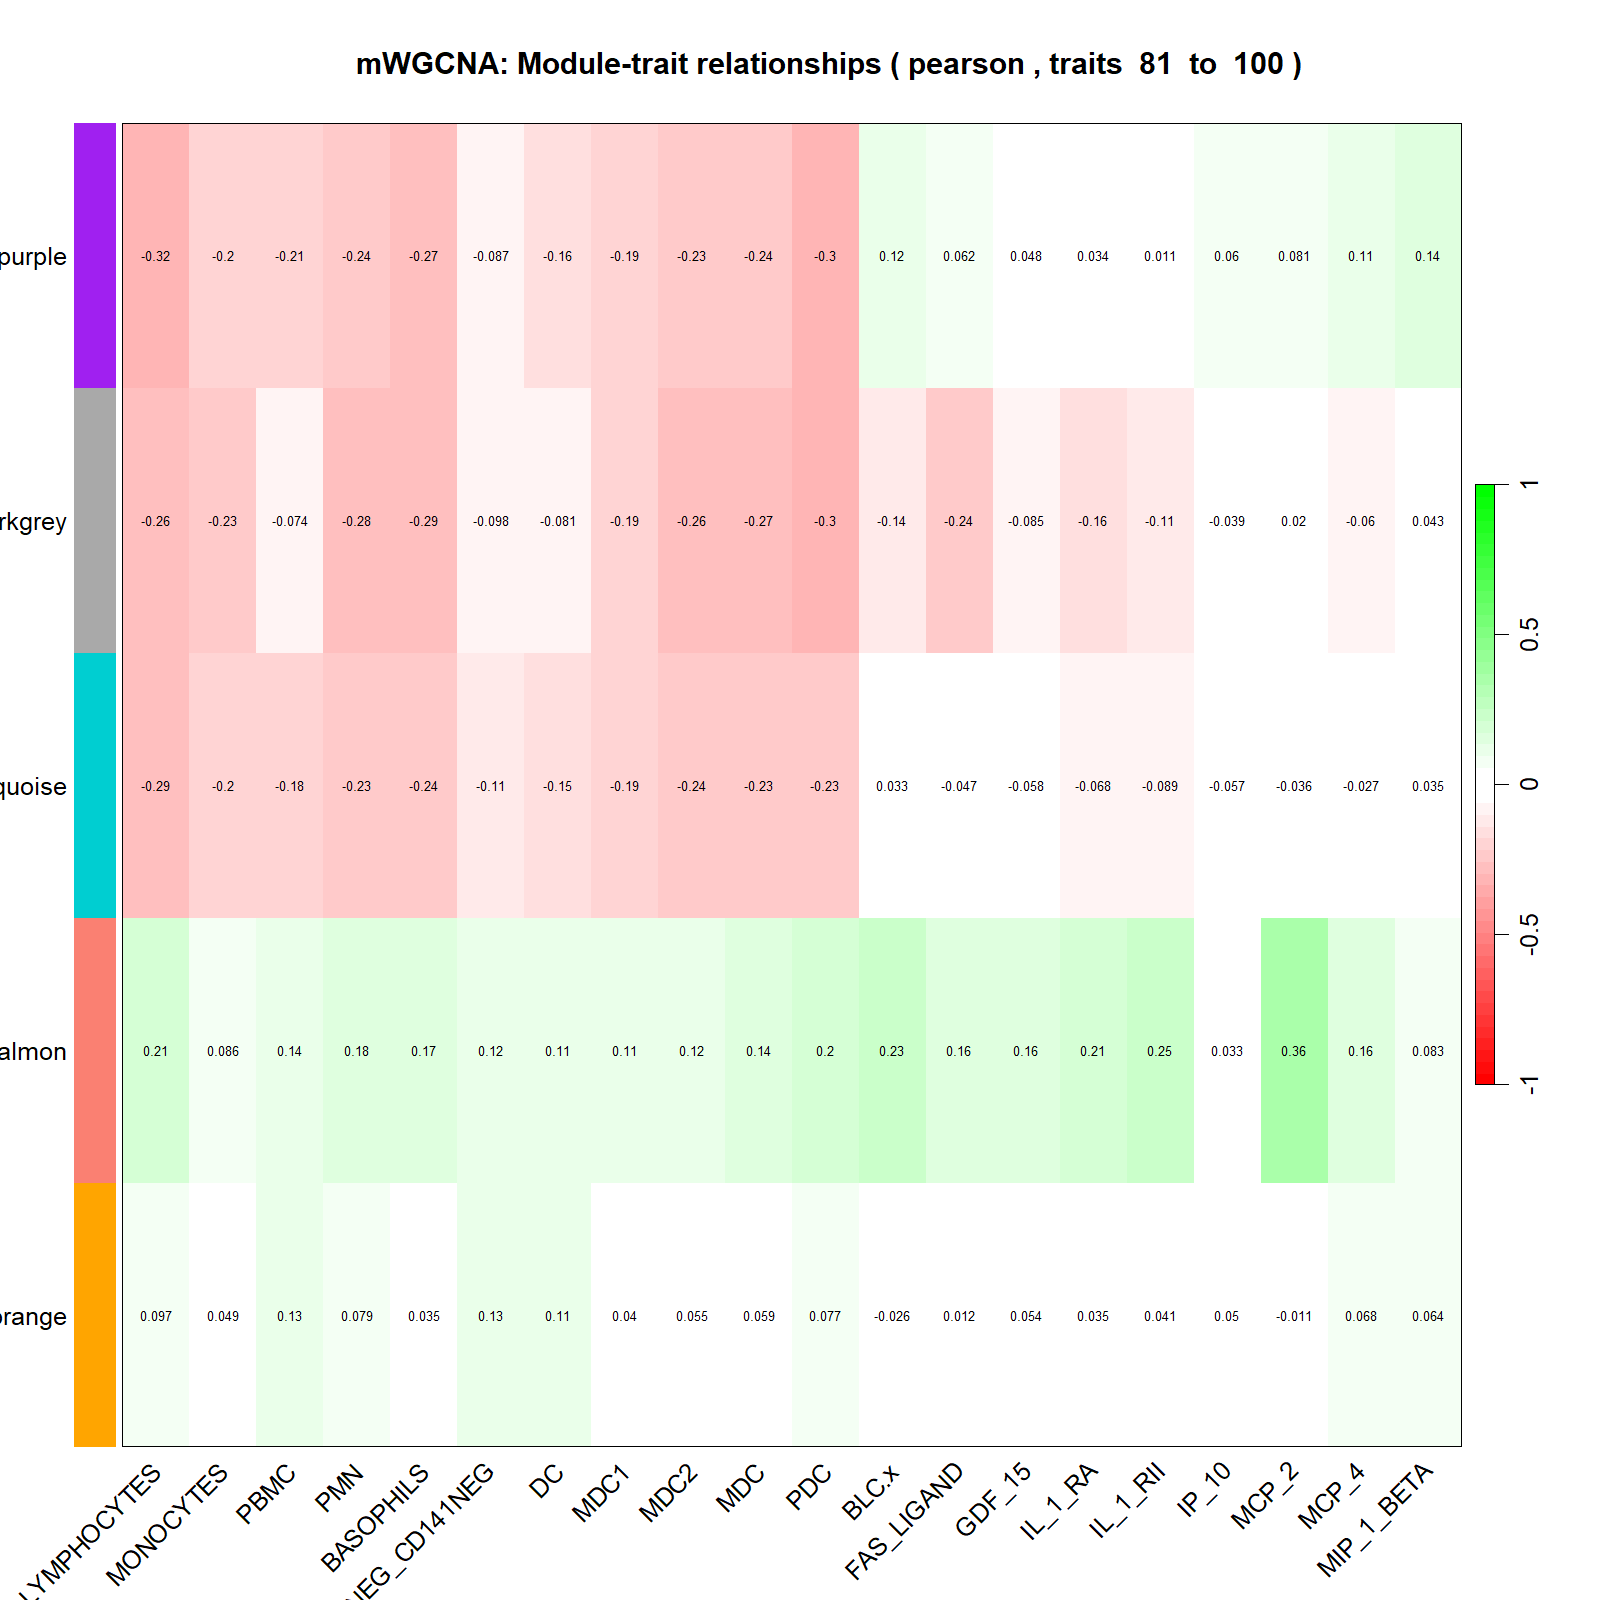 mWGCNA: Module-trait relationships ( pearson , traits 81 to 100 )
purple -0.32 -0.2 -0.21 -0.24 -0.27 -0.087 -0.16 -0.19 -0.23 -0.24 -0.3 0.12 0.062 0.048 0.034 0.011 0.06 0.081 0.11 0.14
rkgrey -0.26 -0.23 -0.074 -0.28 -0.29 -0.098 -0.081 -0.19 -0.26 -0.27 -0.3 -0.14 -0.24 -0.085 -0.16 -0.11 -0.039 0.02 -0.06 0.043
quoise -0.29 -0.2 -0.18 -0.23 -0.24 -0.11 -0.15 -0.19 -0.24 -0.23 -0.23 0.033 -0.047 -0.058 -0.068 -0.089 -0.057 -0.036 -0.027 0.035
almon 0.21 0.086 0.14 0.18 0.17 0.12 0.11 0.11 0.12 0.14 0.2 0.23 0.16 0.16 0.21 0.25 0.033 0.36 0.16 0.083
orange 0.097 0.049 0.13 0.079 0.035 0.13 0.11 0.04 0.055 0.059 0.077 -0.026 0.012 0.054 0.035 0.041 0.05 -0.011 0.068 0.064
LYMPHOCYTES
MONOCYTES
PBMC
PMN
BASOPHILS
NEG_CD141NEG
DC
MDC1
MDC2
MDC
PDC
BLC.x
FAS_LIGAND
GDF_15
IL_1_RA
IL_1_RII
IP_10
MCP_2
MCP_4
MIP_1_BETA
1
0.5
0
-0.5
-1